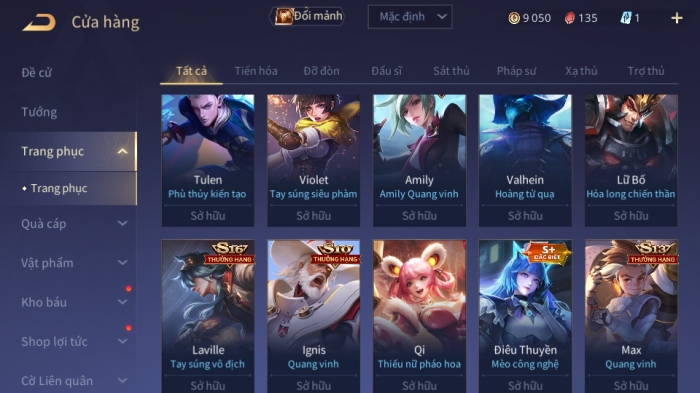 Cửa hàng
Đổi mảnh
Mặc định
9 050
135
1
Đề cử
Tướng
Trang phục
Trang phục
Quà cáp
Vật phẩm
Kho báu
Shop lợi tức
Cờ Liên quân
Tất cả Tiến hóa Đỡ đòn Đấu sĩ Sát thủ Pháp sư Xạ thủ Trợ thủ
Tulen
Phù thủy kiến tạo
Sở hữu
Violet
Tay súng siêu phàm
Sở hữu
Amily
Amily Quang vinh
Sở hữu
Valhein
Hoàng tử quạ
Sở hữu
Lữ Bố
Hỏa long chiến thần
Sở hữu
S16
THƯỞNG HẠNG
Laville
Tay súng vô địch
Sở hữu
THƯỞNG HẠNG
Ignis
Quang vinh
Sở hữu
Qi
Thiếu nữ pháo hoa
Sở hữu
S+
ĐẶC BIỆT
Điêu Thuyền
Mèo công nghệ
Sở hữu
THƯỞNG HẠNG
Max
Quang vinh
Sở hữu